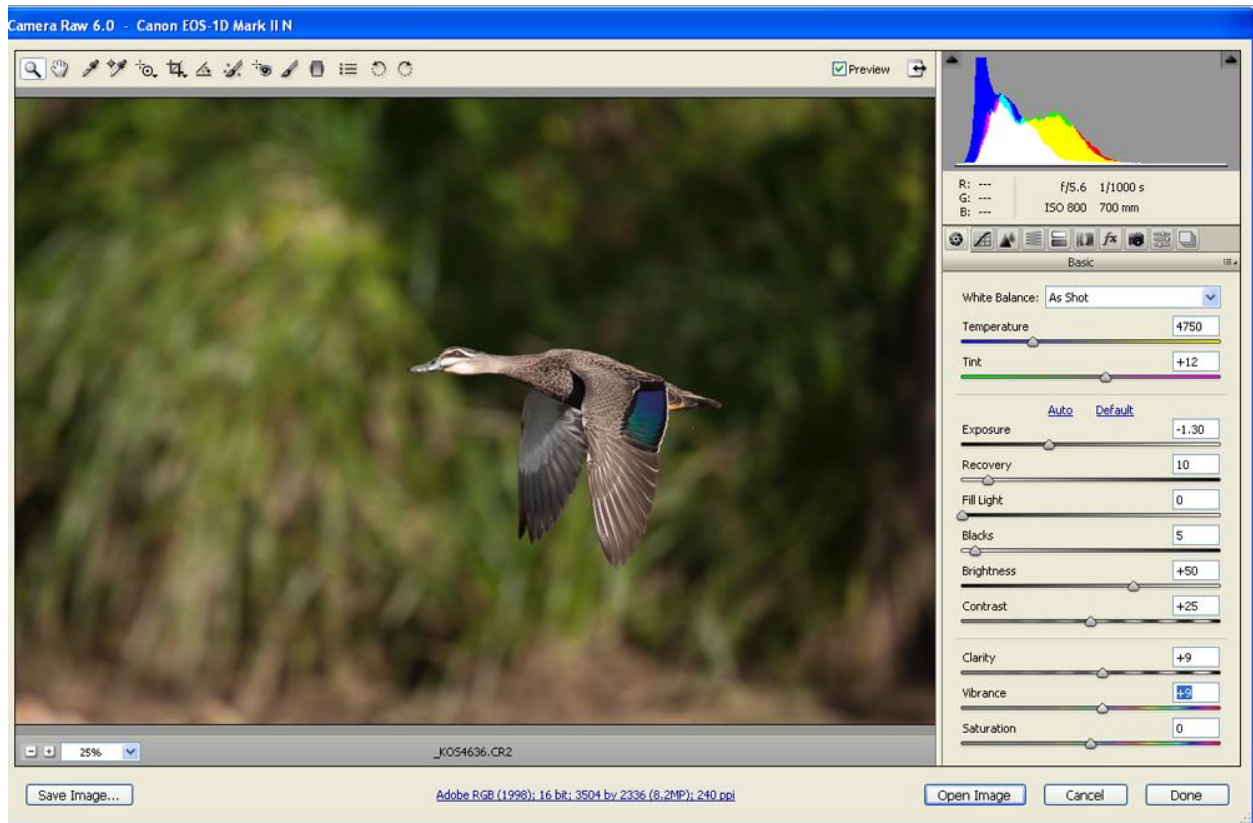 Camera Raw 6.0 - Canon EOS-1D Mark II N
Preview
R: ---
G: ---
B: ---
f/5.6 1/1000 s
ISO 800 700 mm
Basic
White Balance: As Shot
Temperature 4750
Tint +12
Auto Default
Exposure -1.30
Recovery 10
Fill Light 0
Blacks 5
Brightness +50
Contrast +25
Clarity +9
Vibrance +9
Saturation 0
25% _KOS4636.CR2
Save Image... Adobe RGB (1998); 16 bit; 3504 by 2336 (8.2MP); 240 ppi Open Image Cancel Done